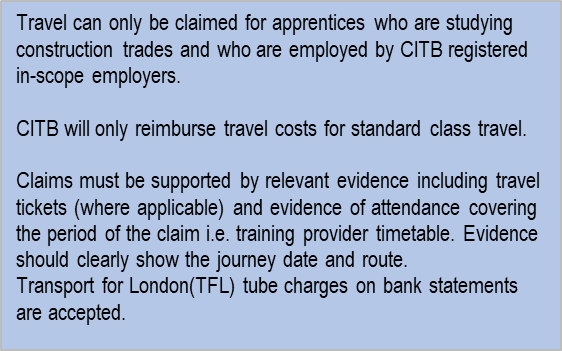 Travel can only be claimed for apprentices who are studying
construction trades and who are employed by CITB registered
in-scope employers.
CITB will only reimburse travel costs for standard class travel.
Claims must be supported by relevant evidence including travel
tickets (where applicable) and evidence of attendance covering
the period of the claim i.e. training provider timetable. Evidence
should clearly show the journey date and route.
Transport for London(TFL) tube charges on bank statements
are accepted.